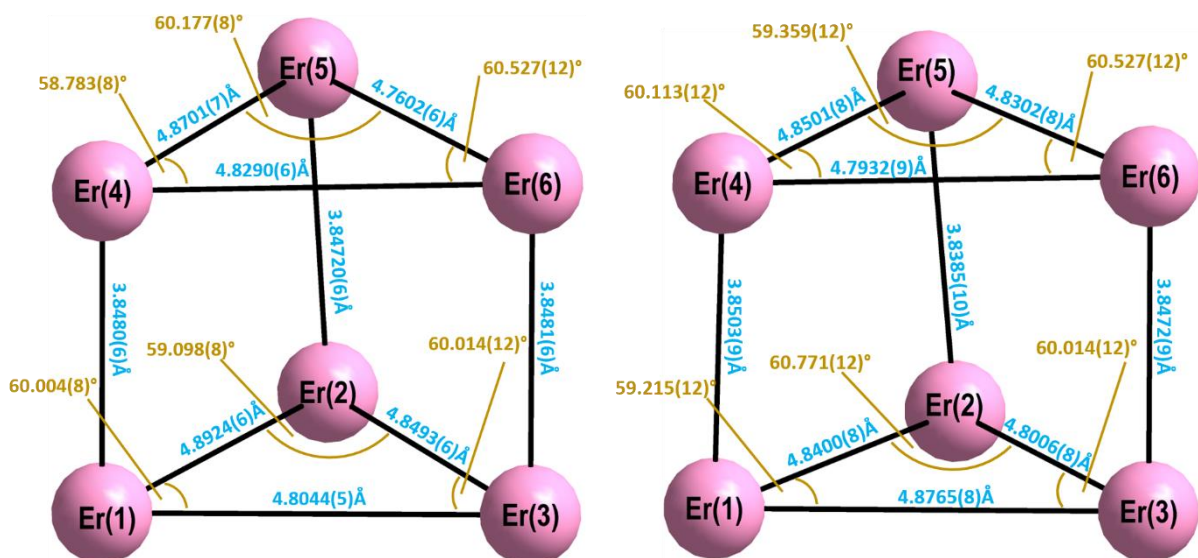 60.177(8)°
Er(5)
58.783(8)°
60.527(12)°
4.8701(7)Å
4.7602(6)Å
4.8290(6)Å
Er(4)
Er(6)
3.84720(6)Å
3.8480(6)Å
3.8481(6)Å
59.098(8)°
60.014(12)°
60.004(8)°
Er(2)
4.8924(6)Å
4.8493(6)Å
Er(1)
4.8044(5)Å
Er(3)
59.359(12)°
Er(5)
60.113(12)°
60.527(12)°
4.8501(8)Å
4.8302(8)Å
4.7932(9)Å
Er(4)
Er(6)
3.8385(10)Å
3.8503(9)Å
3.8472(9)Å
60.771(12)°
60.014(12)°
59.215(12)°
Er(2)
4.8400(8)Å
4.8006(8)Å
Er(1)
4.8765(8)Å
Er(3)